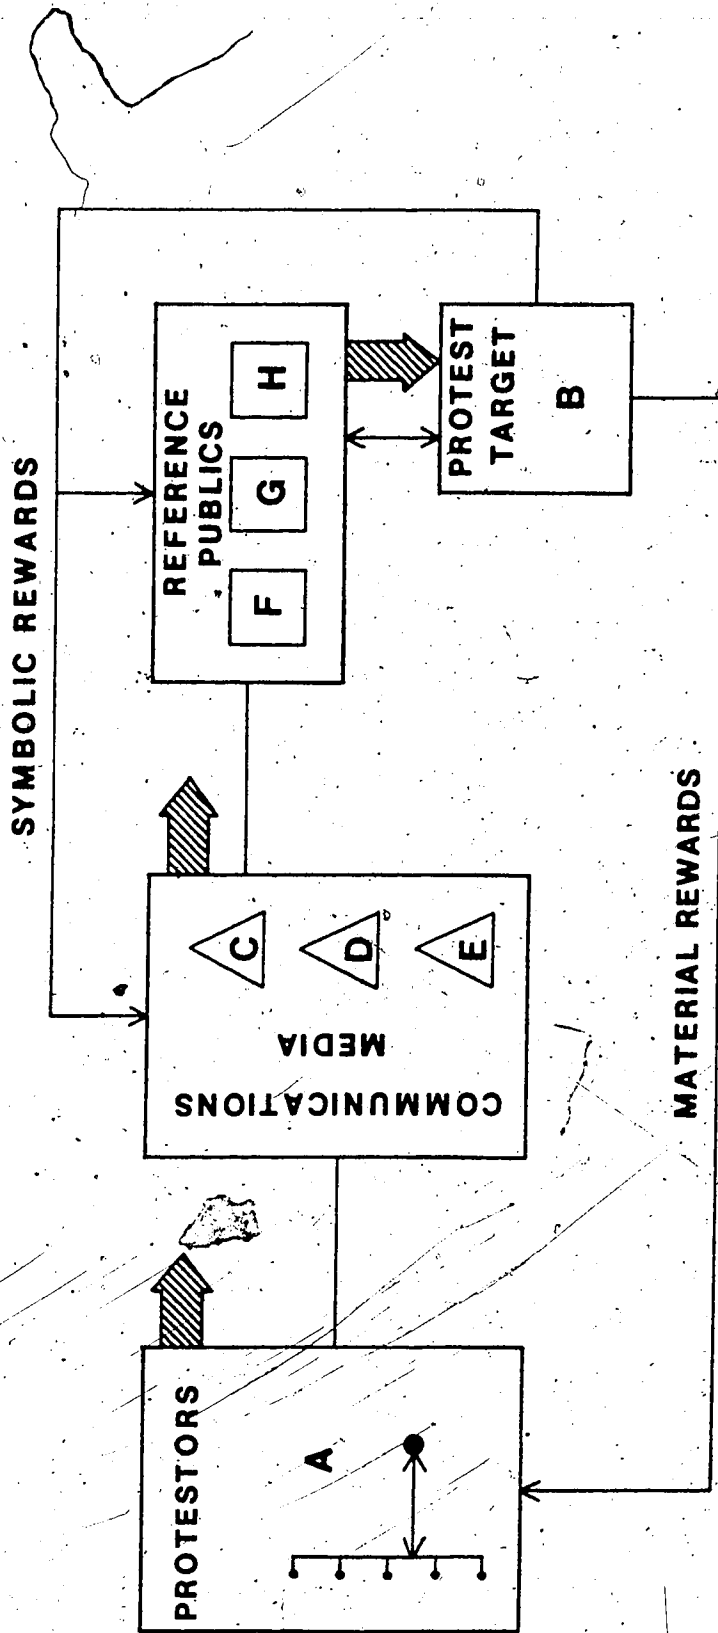 SYMBOLIC REWARDS
PROTESTORS
A
COMMUNICATIONS
MEDIA
C
D
E
REFERENCE
PUBLICS
F
G
H
PROTEST
TARGET
B
MATERIAL REWARDS